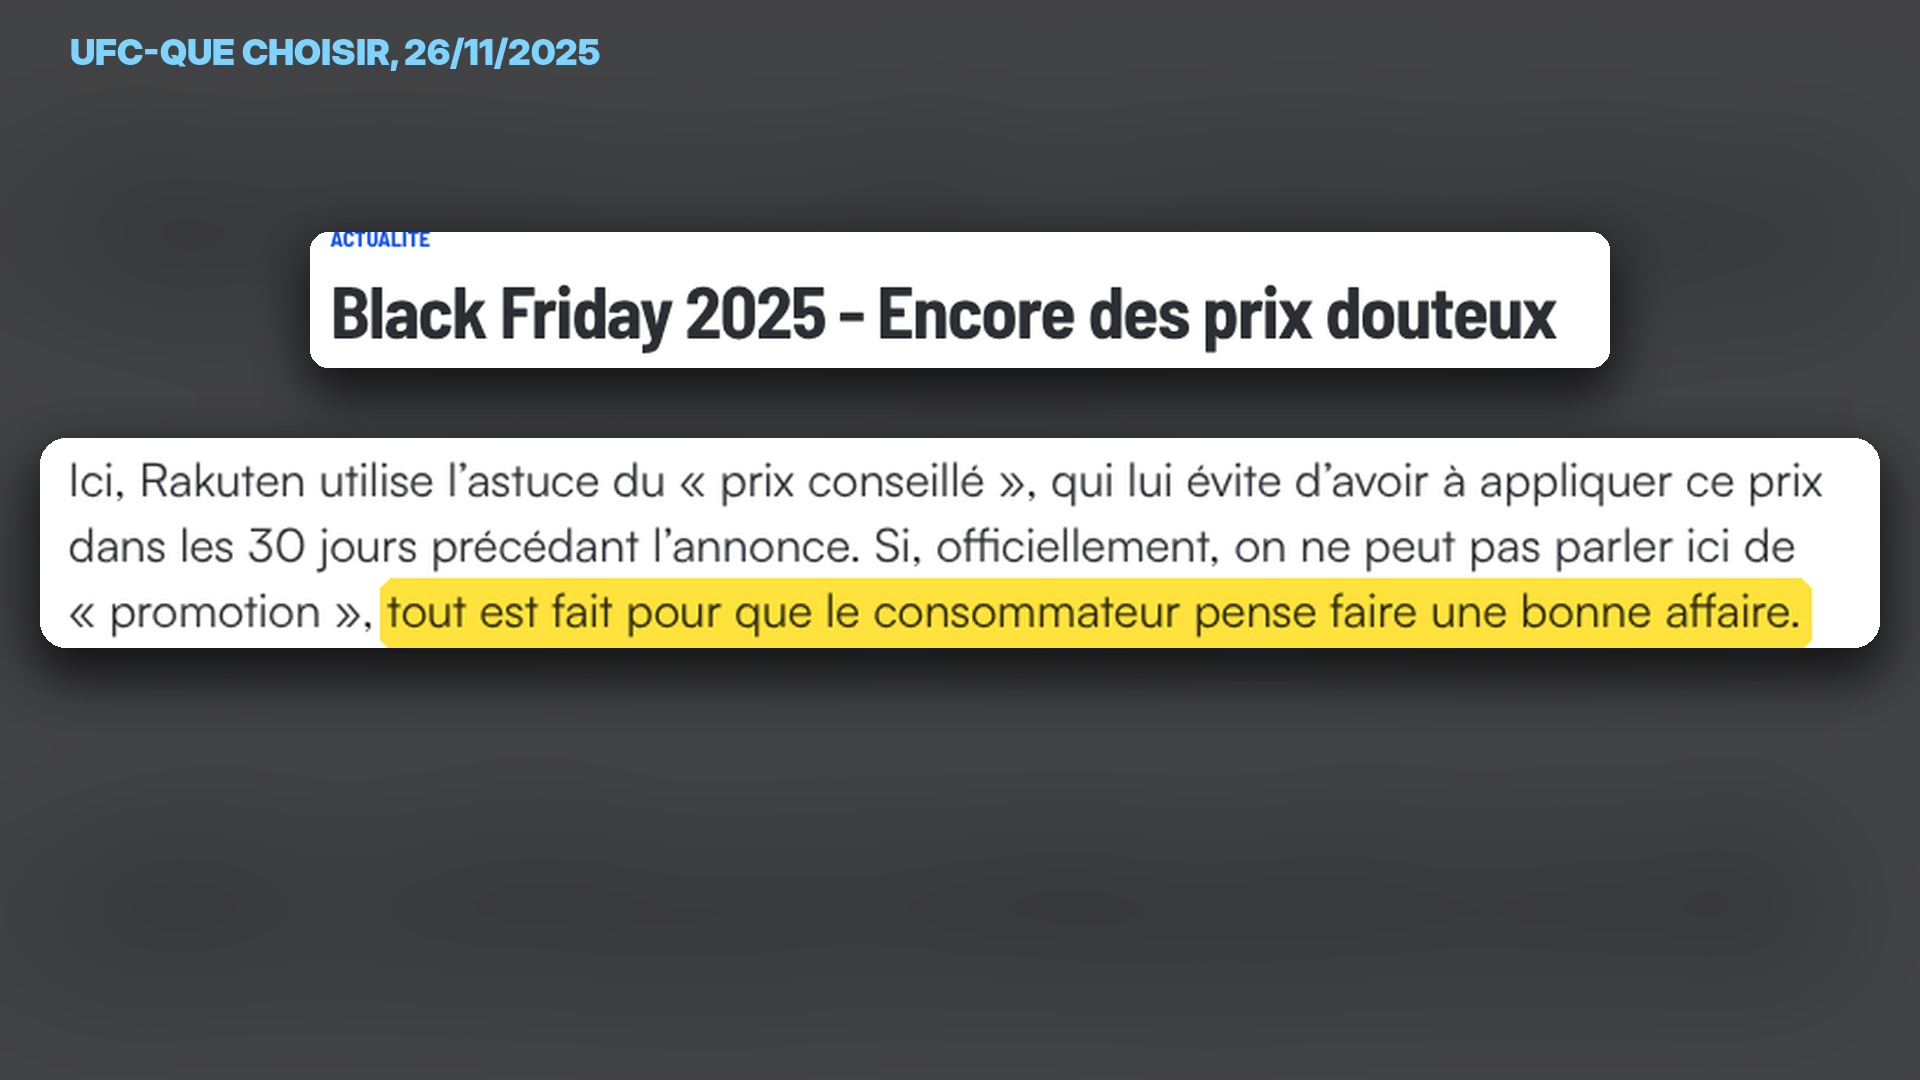 UFC-QUE CHOISIR, 26/11/2025
ACTUALITÉ
Black Friday 2025 - Encore des prix douteux
Ici, Rakuten utilise l’astuce du « prix conseillé », qui lui évite d’avoir à appliquer ce prix
dans les 30 jours précédant l’annonce. Si, officiellement, on ne peut pas parler ici de
« promotion », tout est fait pour que le consommateur pense faire une bonne affaire.